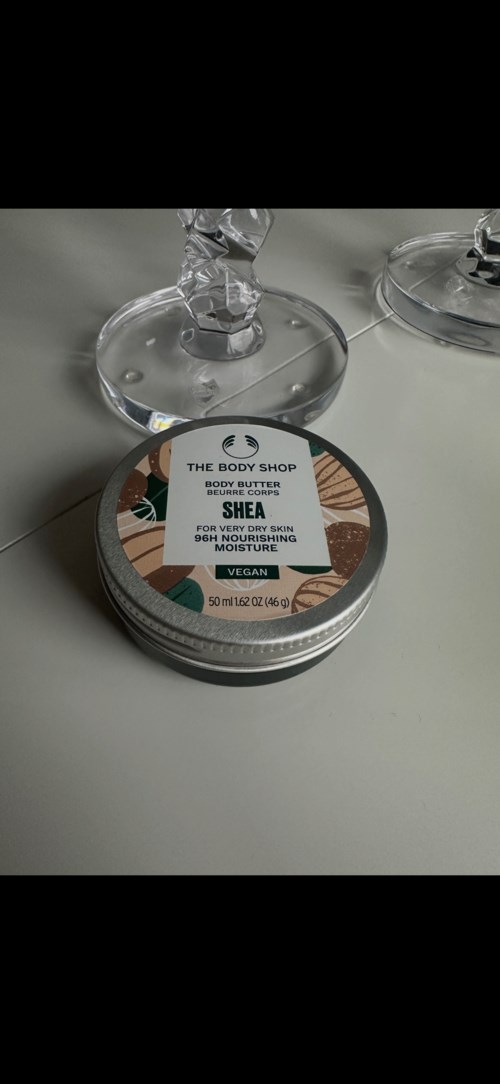 THE BODY SHOP
BODY BUTTER
BEURRE CORPS
SHEA
FOR VERY DRY SKIN
96H NOURISHING
MOISTURE
VEGAN
50 ml 1.62 OZ (46 g)